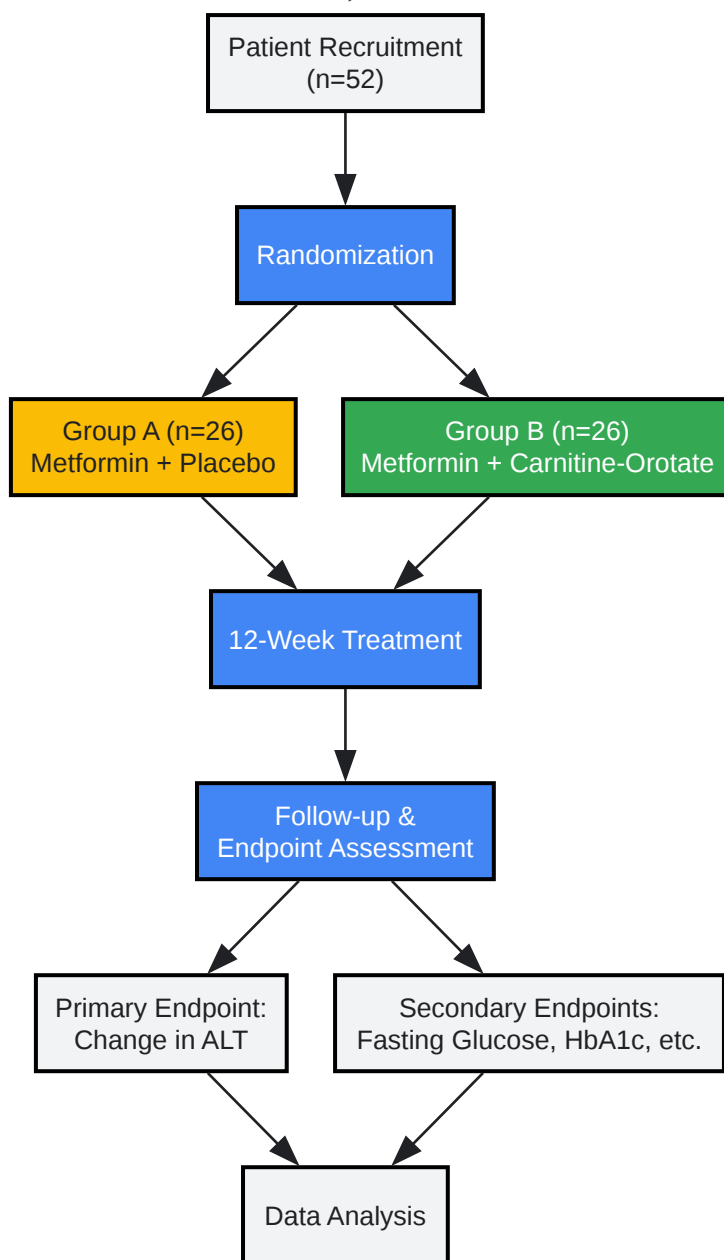 Patient Recruitment
(n=52)
Randomization
Group A (n=26)
Metformin + Placebo
Group B (n=26)
Metformin + Carnitine-Orotate
12-Week Treatment
Follow-up &
Endpoint Assessment
Primary Endpoint:
Change in ALT
Secondary Endpoints:
Fasting Glucose, HbA1c, etc.
Data Analysis